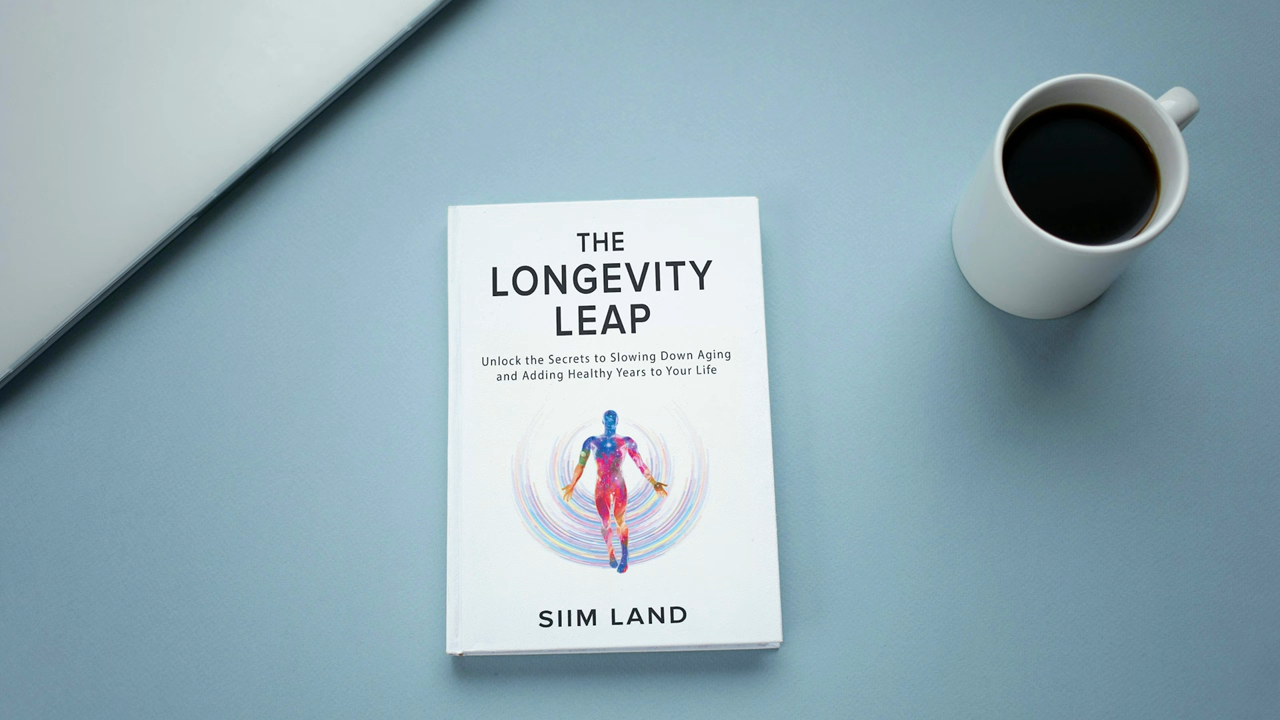 THE
LONGEVITY
LEAP
Unlock the Secrets to Slowing Down Aging
and Adding Healthy Years to Your Life
SIIM LAND